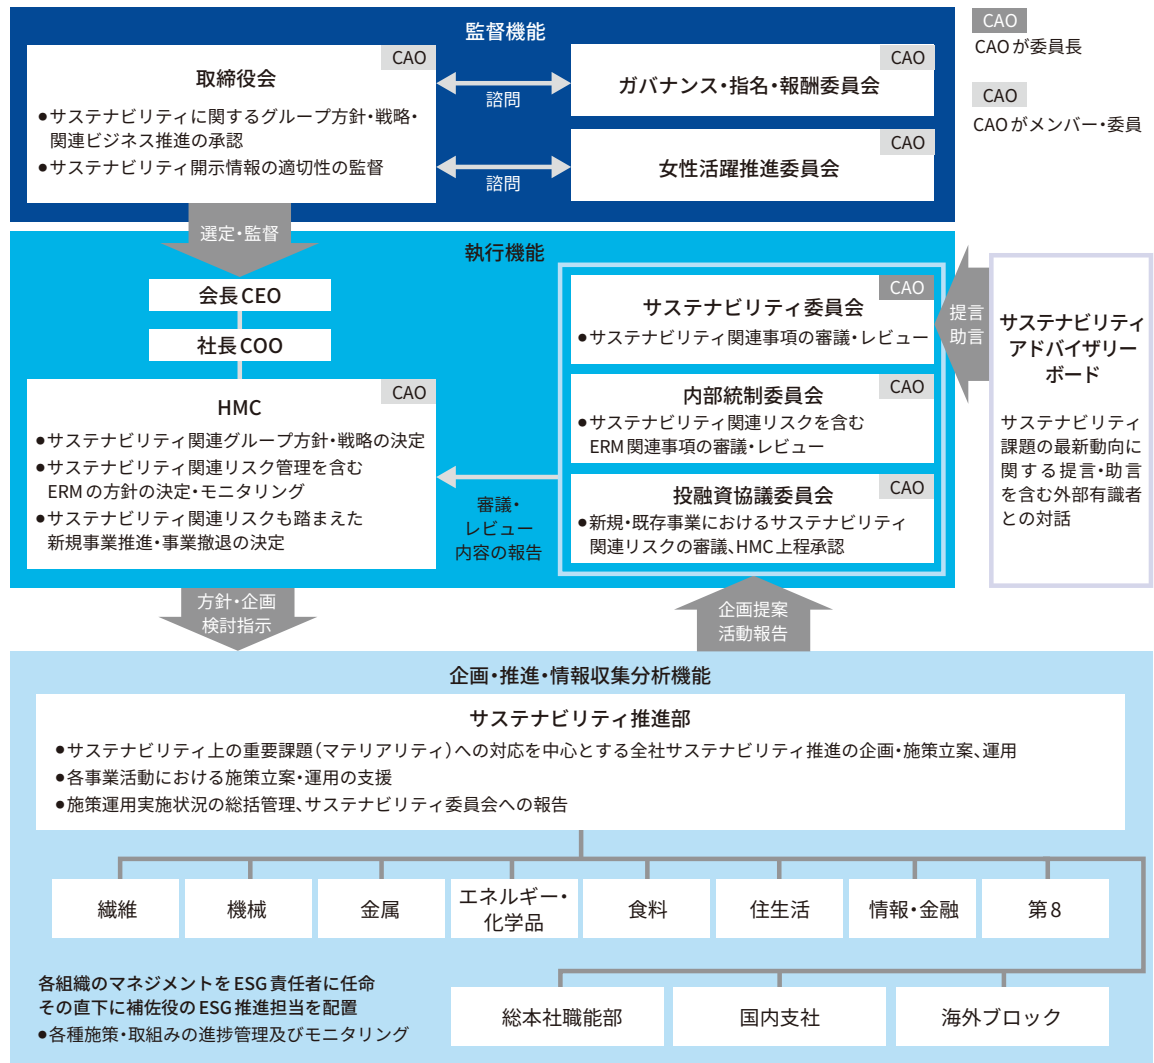 監督機能
CAO
取締役会
●サステナビリティに関するグループ方針・戦略・
関連ビジネス推進の承認
●サステナビリティ開示情報の適切性の監督
諮問
諮問
CAO
ガバナンス・指名・報酬委員会
CAO
女性活躍推進委員会
CAO
CAOが委員長
CAO
CAOがメンバー・委員
選定・監督
執行機能
会長CEO
社長COO
CAO
HMC
●サステナビリティ関連グループ方針・戦略の決定
●サステナビリティ関連リスク管理を含む
ERMの方針の決定・モニタリング
●サステナビリティ関連リスクも踏まえた
新規事業推進・事業撤退の決定
審議・
レビュー
内容の報告
CAO
サステナビリティ委員会
●サステナビリティ関連事項の審議・レビュー
CAO
内部統制委員会
●サステナビリティ関連リスクを含む
ERM関連事項の審議・レビュー
CAO
投融資協議委員会
●新規・既存事業におけるサステナビリティ
関連リスクの審議、HMC上程承認
提言
助言
サステナビリティ
アドバイザリー
ボード
サステナビリティ
課題の最新動向に
関する提言・助言
を含む外部有識者
との対話
方針・企画
検討指示
企画提案
活動報告
企画・推進・情報収集分析機能
サステナビリティ推進部
●サステナビリティ上の重要課題（マテリアリティ）への対応を中心とする全社サステナビリティ推進の企画・施策立案、運用
●各事業活動における施策立案・運用の支援
●施策運用実施状況の総括管理、サステナビリティ委員会への報告
繊維
機械
金属
エネルギー・
化学品
食料
住生活
情報・金融
第8
各組織のマネジメントをESG責任者に任命
その直下に補佐役のESG推進担当を配置
●各種施策・取組みの進捗管理及びモニタリング
総本社職能部
国内支社
海外ブロック